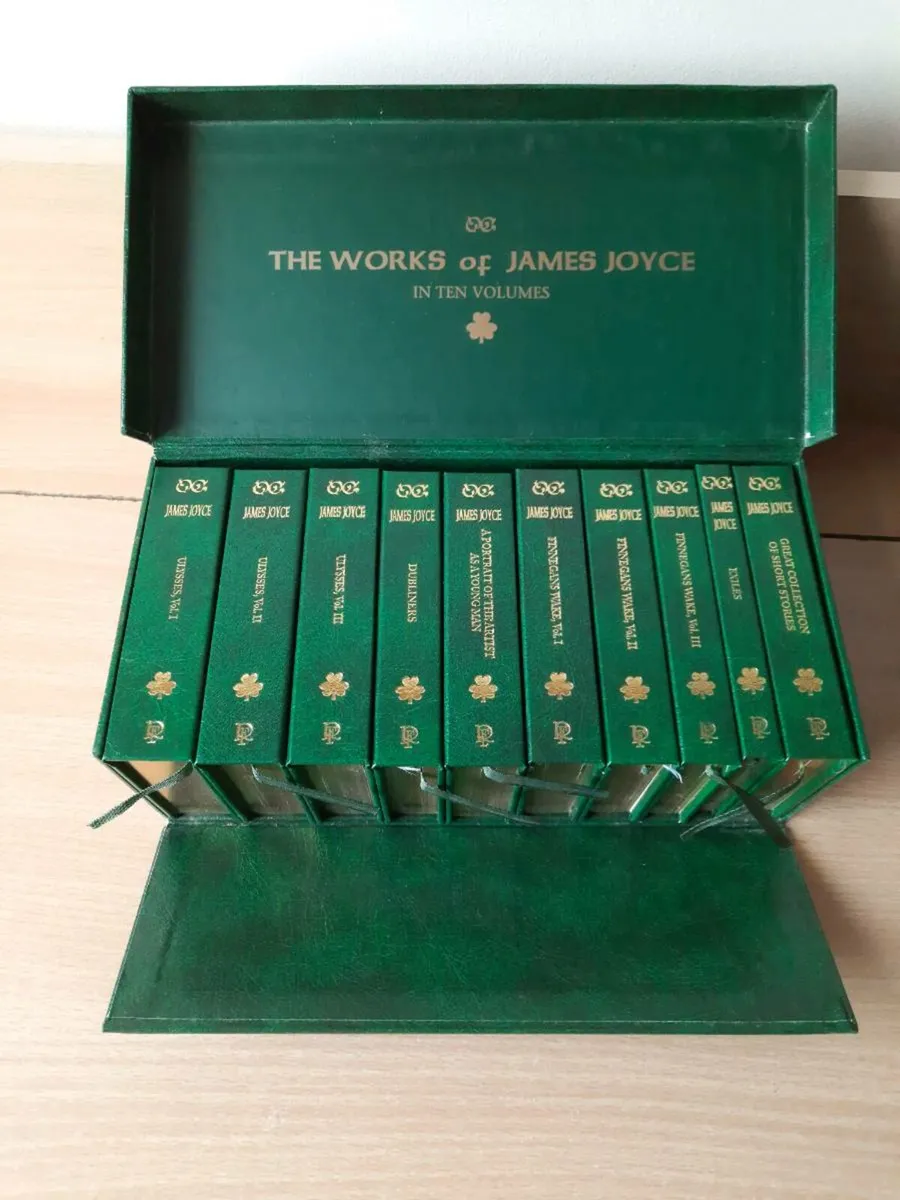 THE WORKS of JAMES JOYCE
IN TEN VOLUMES
JAMES JOYCE
ULYSSES, Vol. I
JAMES JOYCE
ULYSSES, Vol. II
JAMES JOYCE
ULYSSES, Vol. III
JAMES JOYCE
DUBLINERS
JAMES JOYCE
A PORTRAIT OF THE ARTIST
AS A YOUNG MAN
JAMES JOYCE
FINNEGANS WAKE, Vol. I
JAMES JOYCE
FINNEGANS WAKE, Vol. II
JAMES JOYCE
FINNEGANS WAKE, Vol. III
JAMES
JOYCE
EXILES
JAMES JOYCE
GREAT COLLECTION
OF SHORT STORIES